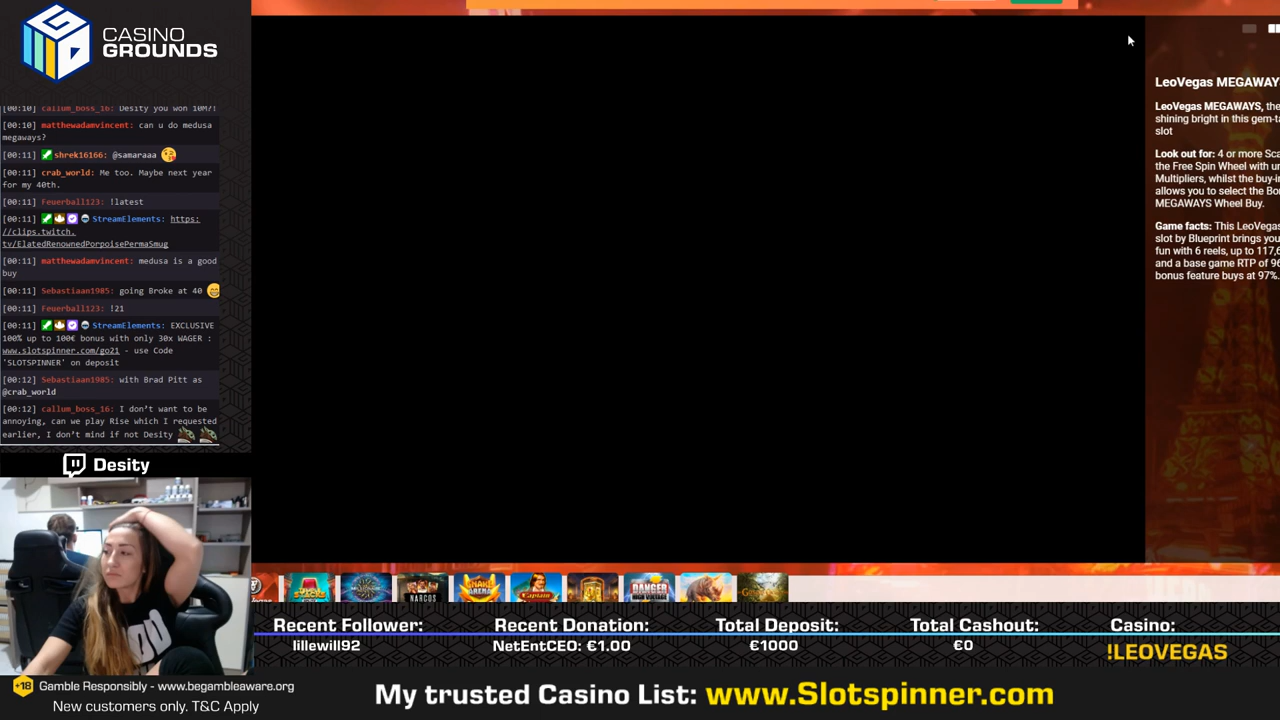 CASINO
GROUNDS
[00:10] callum_boss_16: Desity you won 10M?!
[00:10] matthewadamvincent: can u do medusa
megaways?
[00:11] shrek16166: @samaraaa
[00:11] crab_world: Me too. Maybe next year
for my 40th.
[00:11] Feuerball123: !latest
[00:11] StreamElements: https:
//clips.twitch.
tv/ElatedRenownedPorpoisePermaSmug
[00:11] matthewadamvincent: medusa is a good
buy
[00:11] Sebastiaan1985: going Broke at 40
[00:11] Feuerball123: !21
[00:11] StreamElements: EXCLUSIVE
100% up to 100€ bonus with only 30x WAGER :
www.slotspinner.com/go21 - use Code
'SLOTSPINNER' on deposit
[00:12] Sebastiaan1985: with Brad Pitt as
@crab_world
[00:12] callum_boss_16: I don't want to be
annoying, can we play Rise which I requested
earlier, I don't mind if not Desity
Desity
LeoVegas MEGAWAY
LeoVegas MEGAWAYS, the
shining bright in this gem-ta
slot
Look out for: 4 or more Sca
the Free Spin Wheel with un
Multipliers, whilst the buy-in
allows you to select the Bo
MEGAWAYS Wheel Buy.
Game facts: This LeoVegas
slot by Blueprint brings you
fun with 6 reels, up to 117,6
and a base game RTP of 96
bonus feature buys at 97%.
NARCOS
DANGER
Recent Follower:
lillewill92
Recent Donation:
NetEntCEO: €1.00
Total Deposit:
€1000
Total Cashout:
€0
Casino:
!LEOVEGAS
+18 Gamble Responsibly - www.begambleaware.org
New customers only. T&C Apply
My trusted Casino List: www.Slotspinner.com